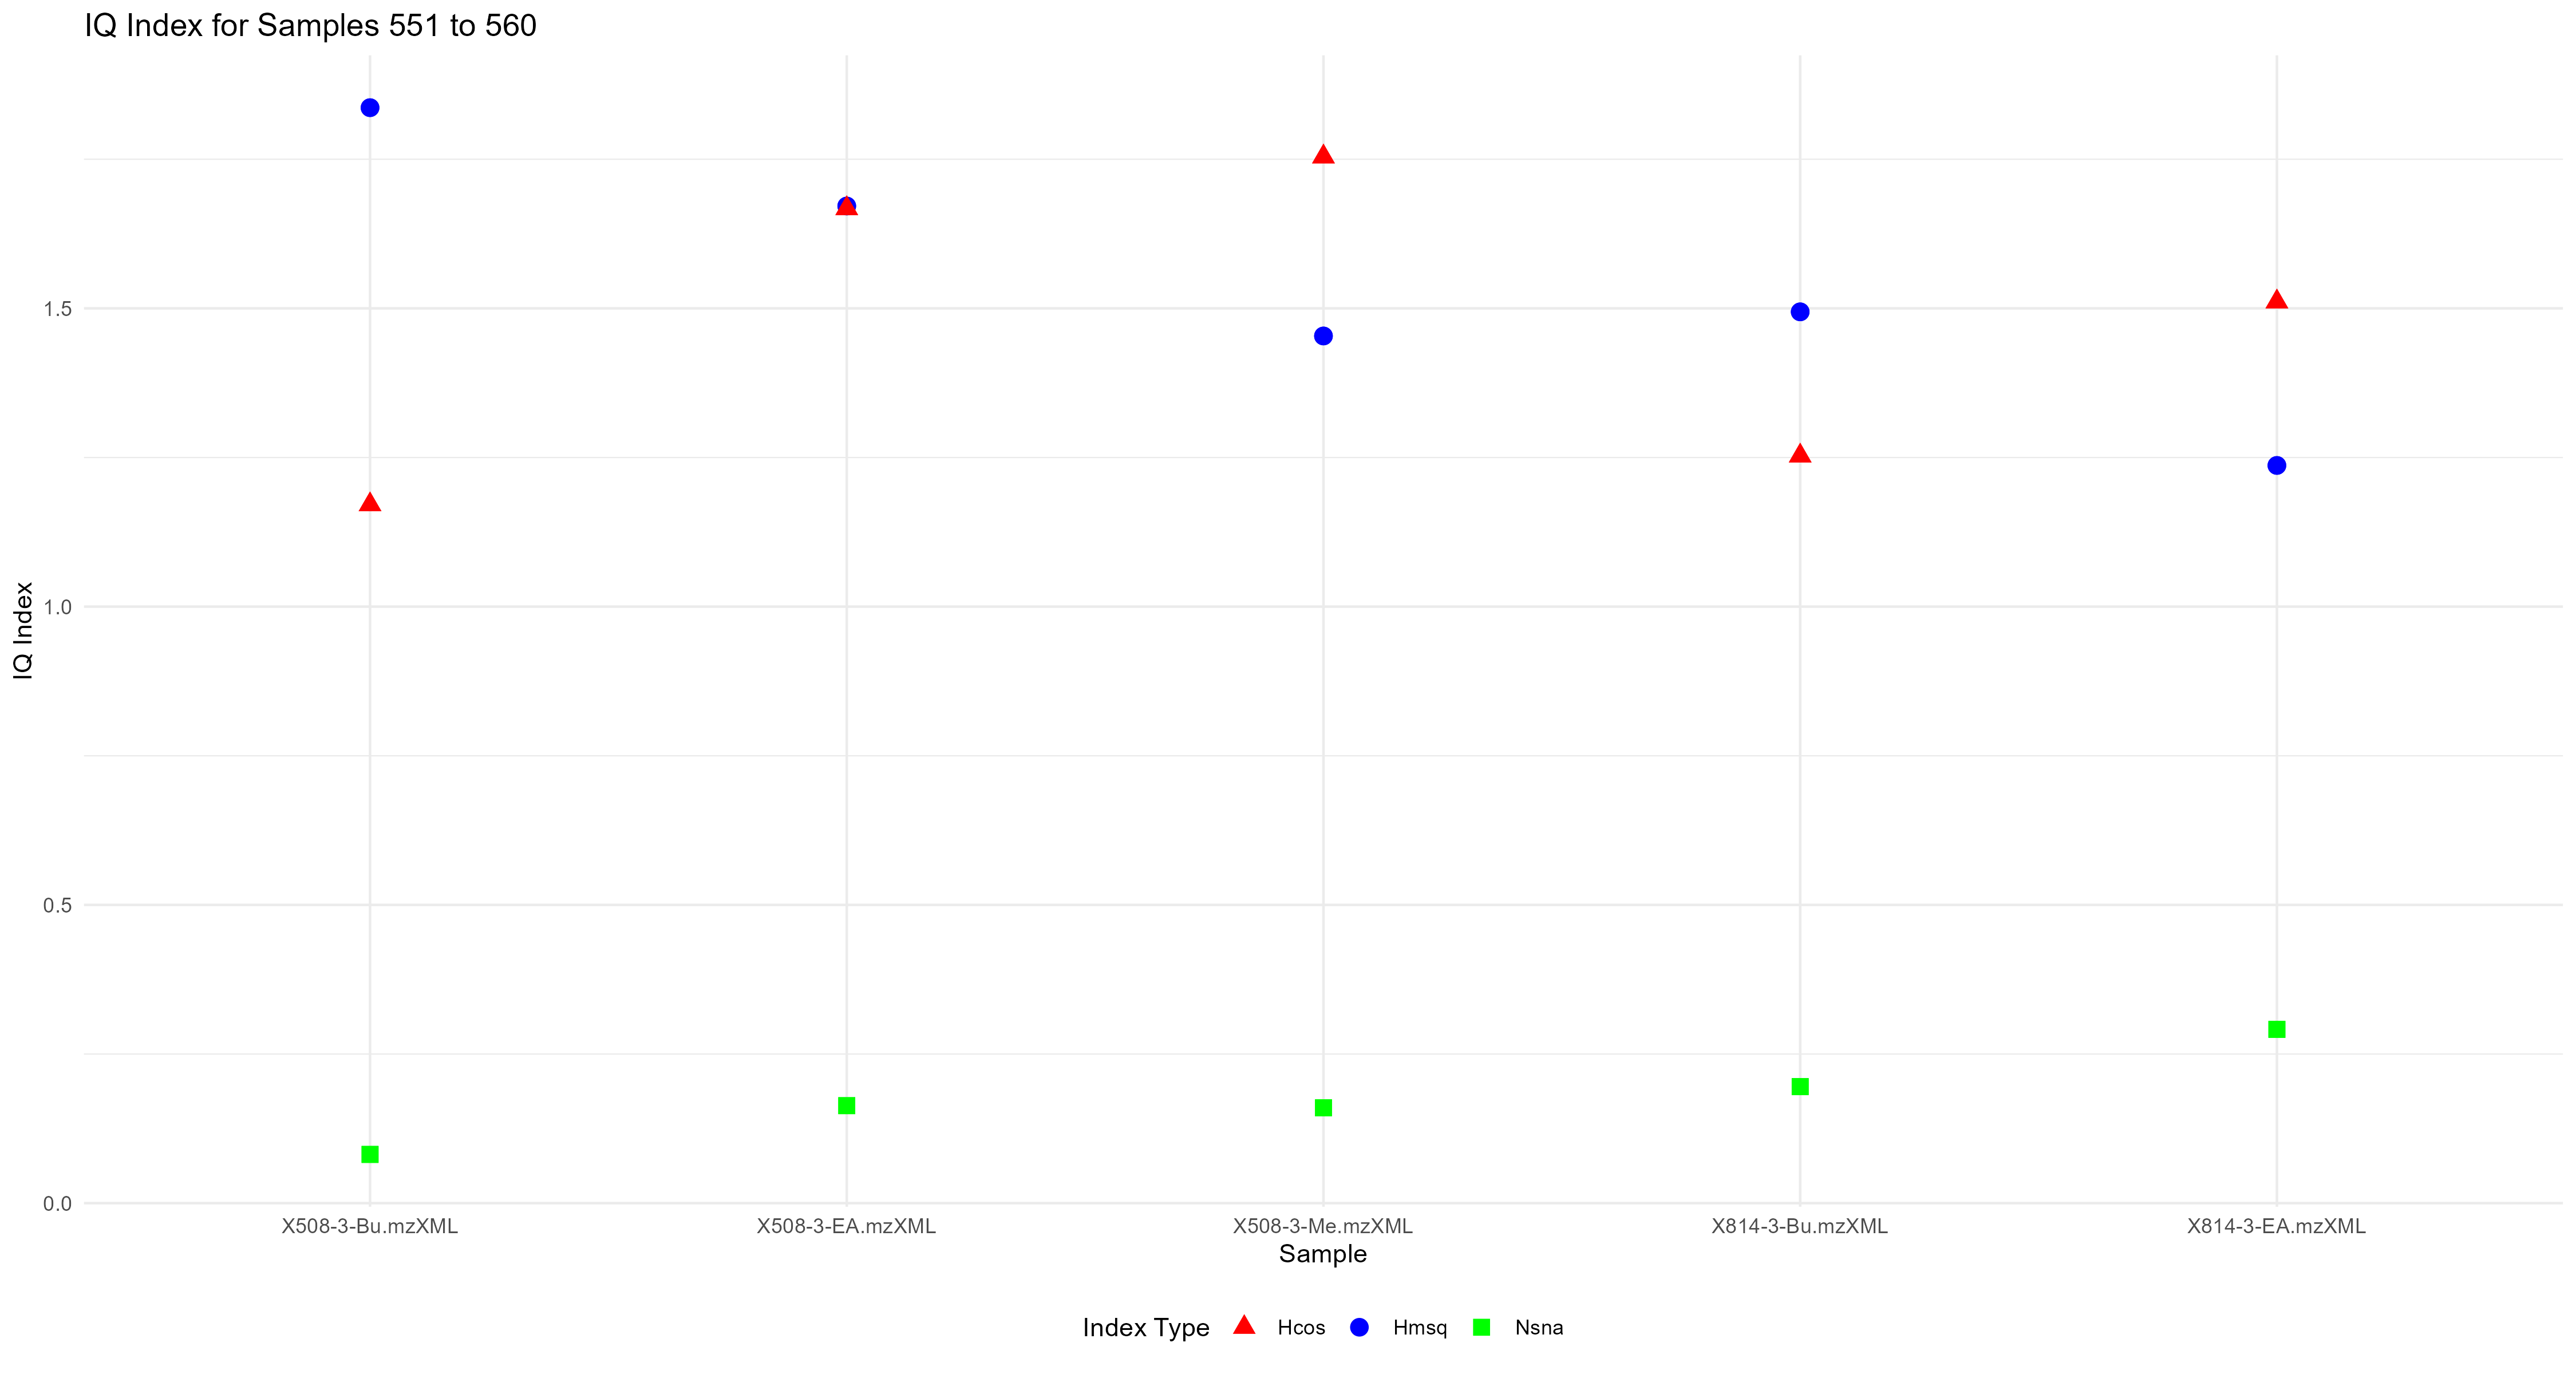 IQ Index for Samples 551 to 560
IQ Index
1.5
1.0
0.5
0.0
X508-3-Bu.mzXML X508-3-EA.mzXML X508-3-Me.mzXML X814-3-Bu.mzXML X814-3-EA.mzXML
Sample
Index Type Hcos Hmsq Nsna